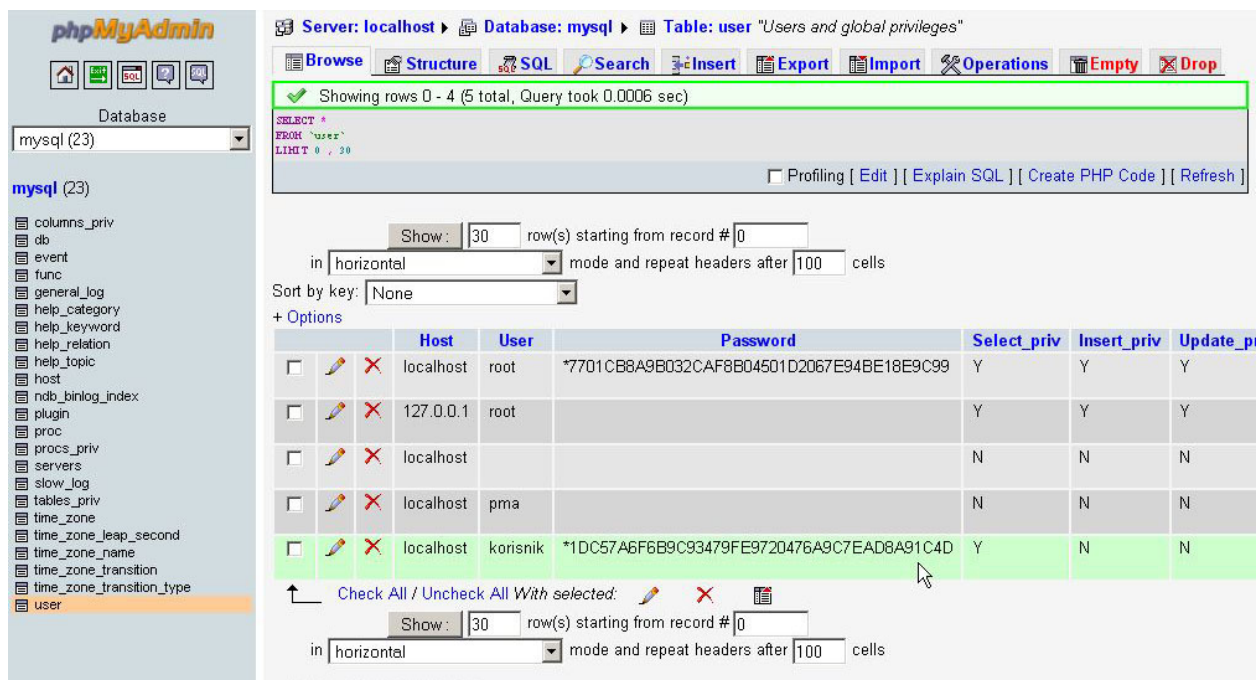 phpMyAdmin
Exit
SQL
SQL
Database
mysql (23)
mysql (23)
columns_priv
db
event
func
general_log
help_category
help_keyword
help_relation
help_topic
host
ndb_binlog_index
plugin
proc
procs_priv
servers
slow_log
tables_priv
time_zone
time_zone_leap_second
time_zone_name
time_zone_transition
time_zone_transition_type
user
Server: localhost Database: mysql Table: user "Users and global privileges"
Browse Structure SQL Search Insert Export Import Operations Empty Drop
Showing rows 0 - 4 (5 total, Query took 0.0006 sec)
SELECT *
FROM `user`
LIMIT 0 , 30
Profiling [ Edit ] [ Explain SQL ] [ Create PHP Code ] [ Refresh ]
Show : 30 row(s) starting from record # 0
in horizontal mode and repeat headers after 100 cells
Sort by key: None
+ Options
Host User Password Select_priv Insert_priv Update_pr
localhost root *7701CB8A9B032CAF8B04501D2067E94BE18E9C99 Y Y Y
127.0.0.1 root Y Y Y
localhost N N N
localhost pma N N N
localhost korisnik *1DC57A6F6B9C93479FE9720476A9C7EAD8A91C4D Y N N
Check All / Uncheck All With selected:
Show : 30 row(s) starting from record # 0
in horizontal mode and repeat headers after 100 cells